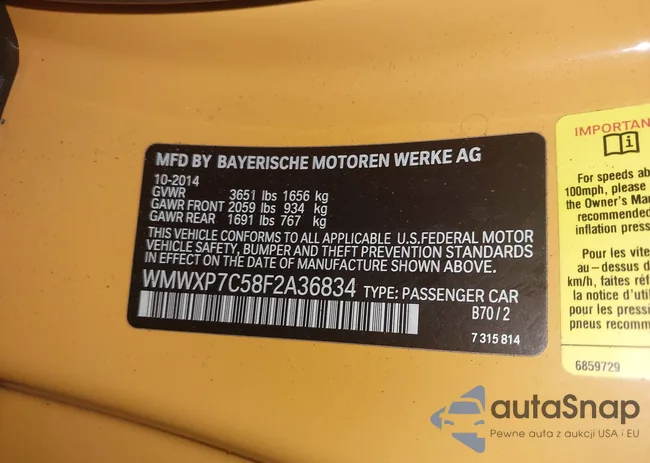 MFD BY BAYERISCHE MOTOREN WERKE AG
10-2014
GVWR 3651 lbs 1656 kg
GAWR FRONT 2059 lbs 934 kg
GAWR REAR 1691 lbs 767 kg
THIS VEHICLE CONFORMS TO ALL APPLICABLE U.S.FEDERAL MOTOR
VEHICLE SAFETY, BUMPER AND THEFT PREVENTION STANDARDS
IN EFFECT ON THE DATE OF MANUFACTURE SHOWN ABOVE.
WMWXP7C58F2A36834 TYPE: PASSENGER CAR
B70/2
7 315 814
IMPORTAN
For speeds ab
100mph, please
the Owner's Ma
recommended
inflation press
Pour les vite
au-dessus d
km/h, faites réf
la notice d'util
pour les pressi
pneus recomm
6859729
autaSnap
Pewne auta z aukcji USA i EU